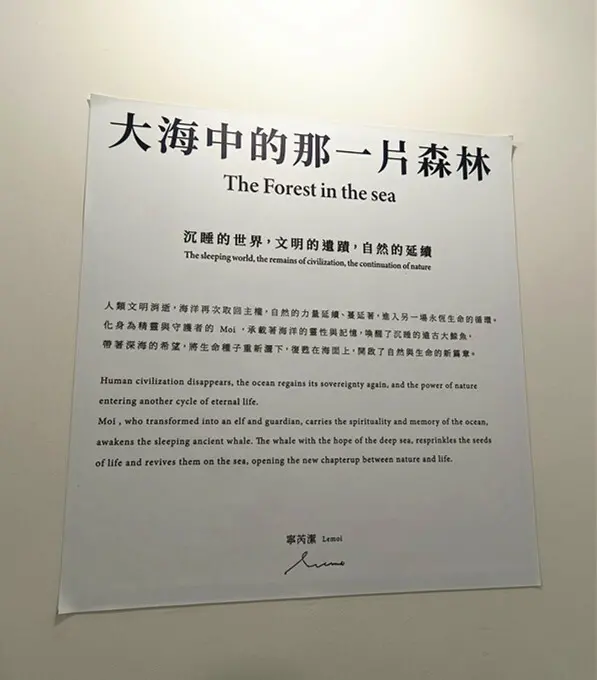 大海中的那一片森林
The Forest in the sea
沉睡的世界，文明的遺蹟，自然的延續
The sleeping world, the remains of civilization, the continuation of nature
人類文明消逝，海洋再次取回主權，自然的力量延續、蔓延著，進入另一場永恆生命的循環。
化身為精靈與守護者的 Moi ，承載著海洋的靈性與記憶，喚醒了沉睡的遠古大鯨魚，
帶著深海的希望，將生命種子重新灑下，復甦在海面上，開啟了自然與生命的新篇章。
Human civilization disappears, the ocean regains its sovereignty again, and the power of nature
entering another cycle of eternal life.
Moi , who transformed into an elf and guardian, carries the spirituality and memory of the ocean,
awakens the sleeping ancient whale. The whale with the hope of the deep sea, resprinkles the seeds
of life and revives them on the sea, opening the new chapterup between nature and life.
寧芮潔 Lemoi